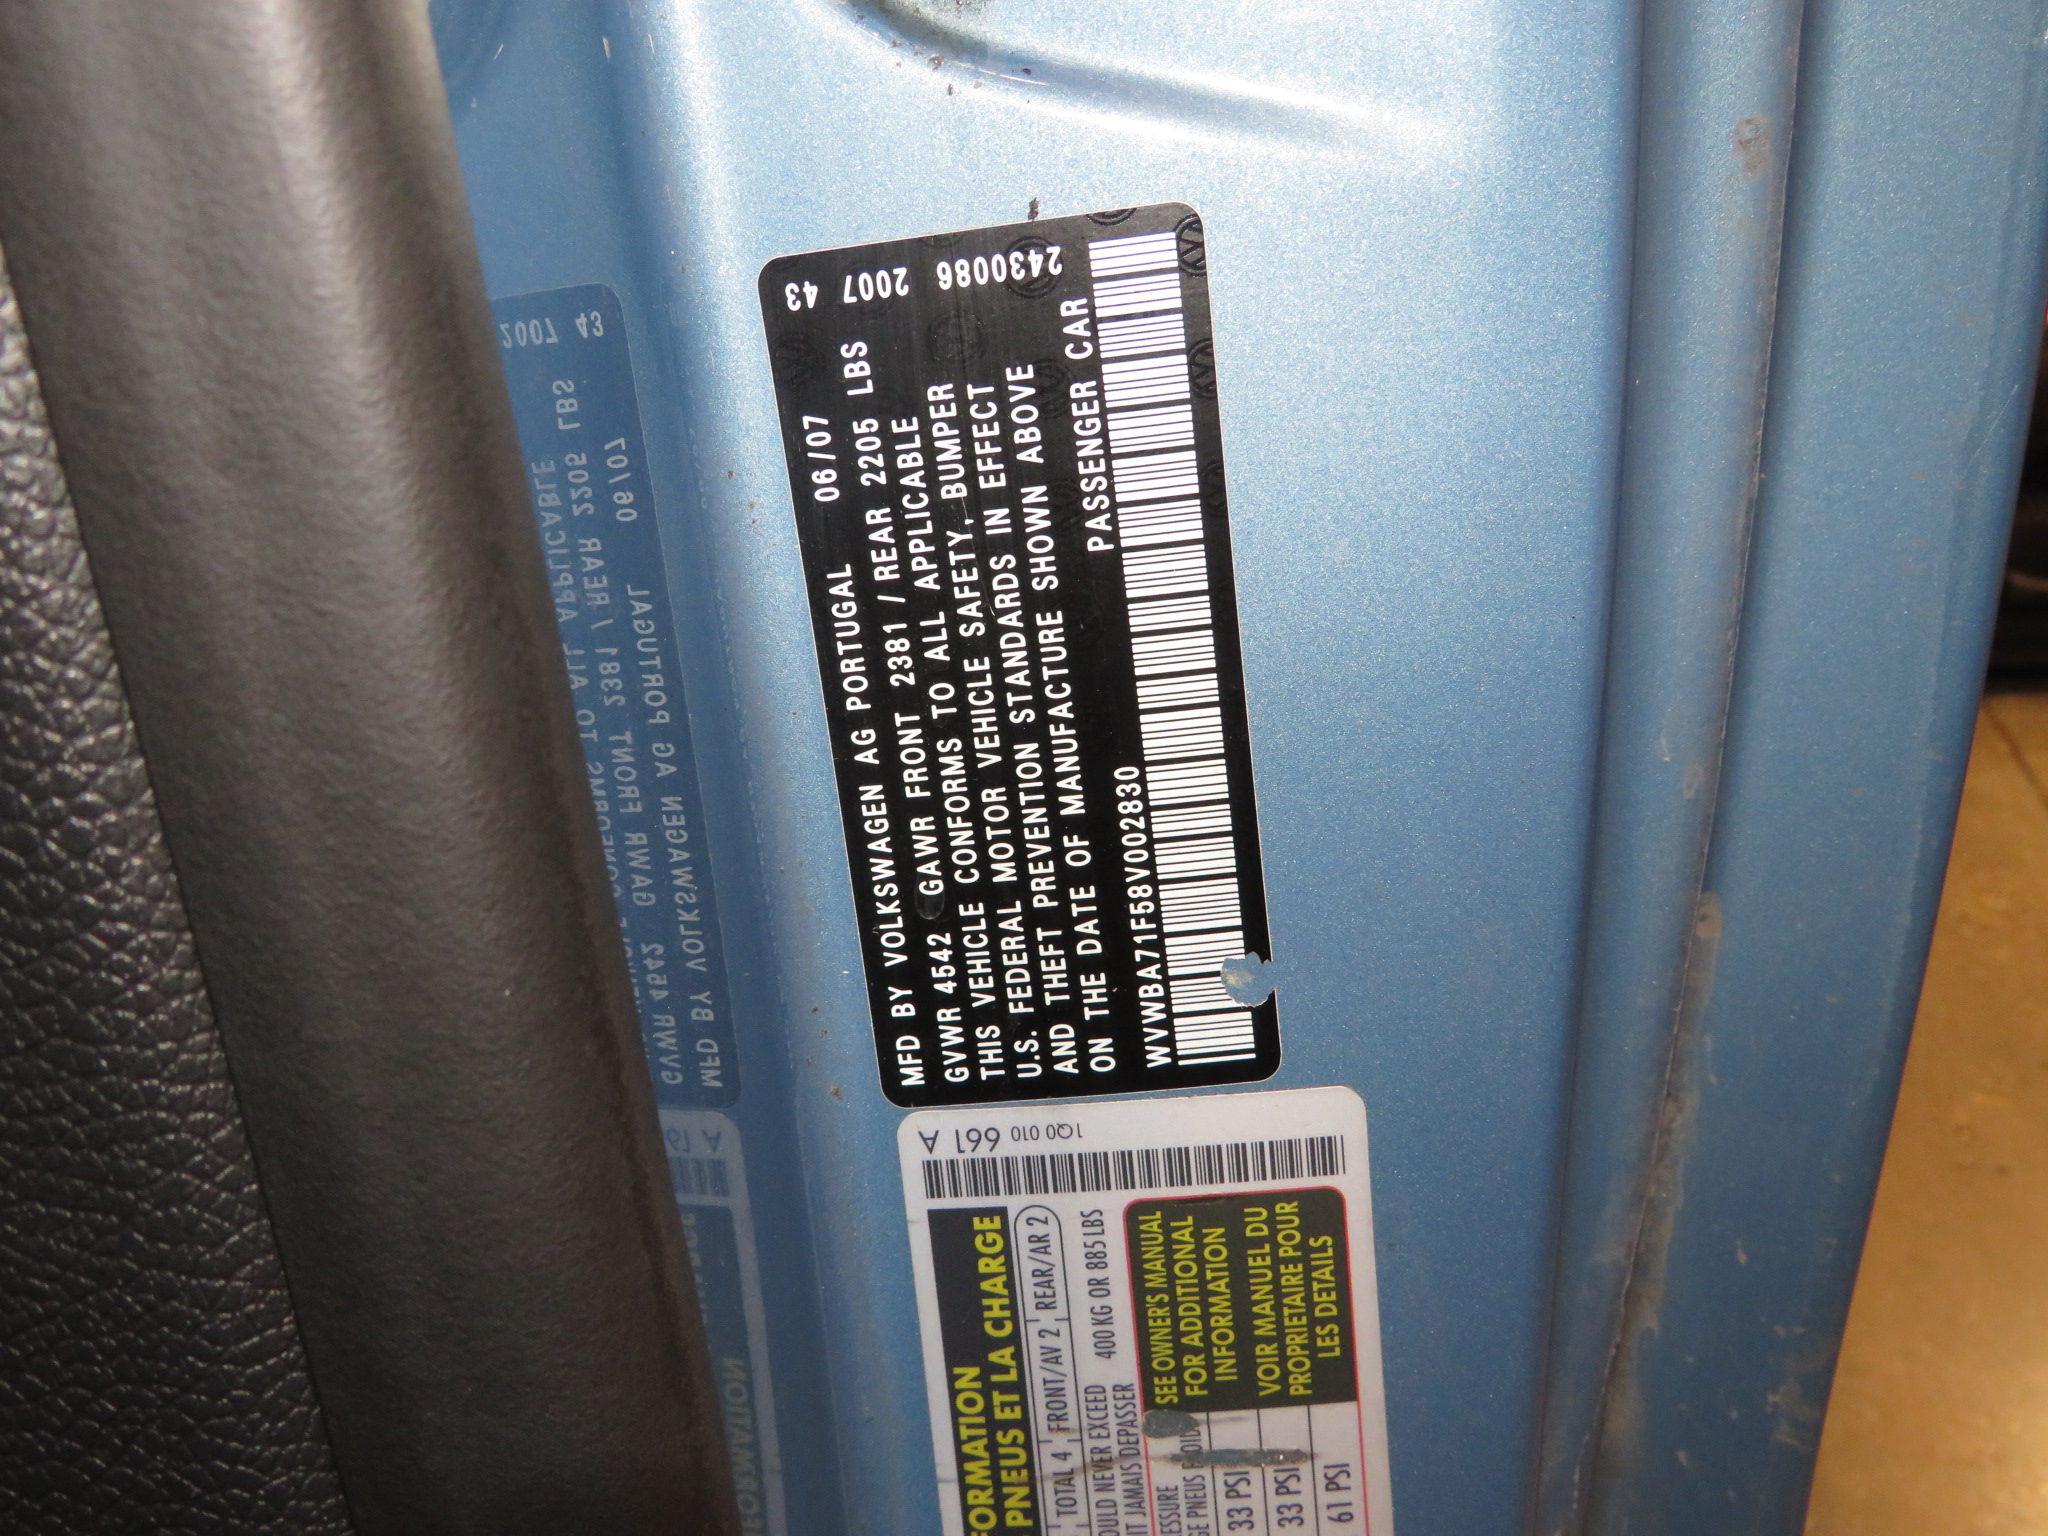 MFD BY VOLKSWAGEN AG PORTUGAL 06/07
GVWR 4542 GAWR FRONT 2381 / REAR 2205 LBS
THIS VEHICLE CONFORMS TO ALL APPLICABLE
U.S. FEDERAL MOTOR VEHICLE SAFETY, BUMPER
AND THEFT PREVENTION STANDARDS IN EFFECT
ON THE DATE OF MANUFACTURE SHOWN ABOVE
WVWBA71F58V002830 PASSENGER CAR
43 2007 2007 2430086 2430086
1Q0 010 661 A
PNEUS ET LA CHARGE
TOTAL 4 FRONT/AV 2 REAR/AR 2
NEVER EXCEED 400 KG OR 885 LBS
JAMAIS DEPASSER
33 PSI
33 PSI
61 PSI
SEE OWNER'S MANUAL
FOR ADDITIONAL
INFORMATION
VOIR MANUEL DU
PROPRIETAIRE POUR
LES DETAILS